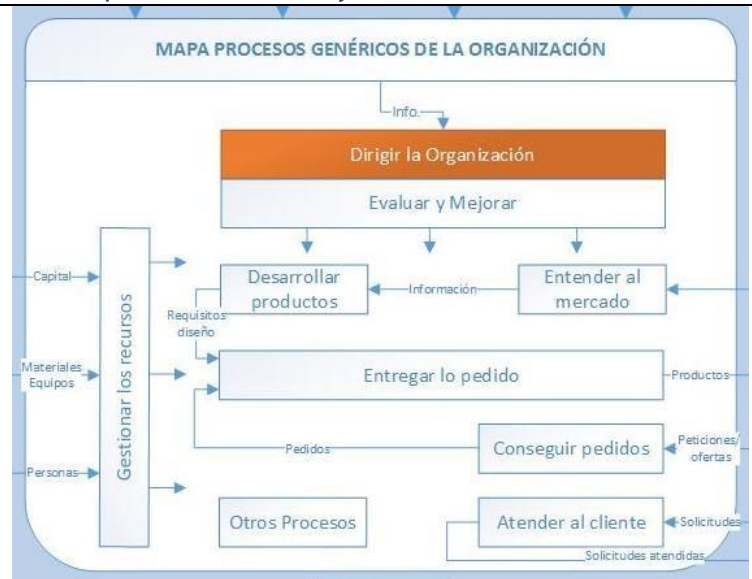 MAPA PROCESOS GENÉRICOS DE LA ORGANIZACIÓN
Info.
Dirigir la Organización
Evaluar y Mejorar
Capital
Desarrollar
productos
Información
Entender al
mercado
Requisitos
diseño
Gestionar los recursos
Materiales
Equipos
Entregar lo pedido
Productos
Pedidos
Conseguir pedidos
Peticiones/
ofertas
Personas
Otros Procesos
Atender al cliente
Solicitudes
Solicitudes atendidas